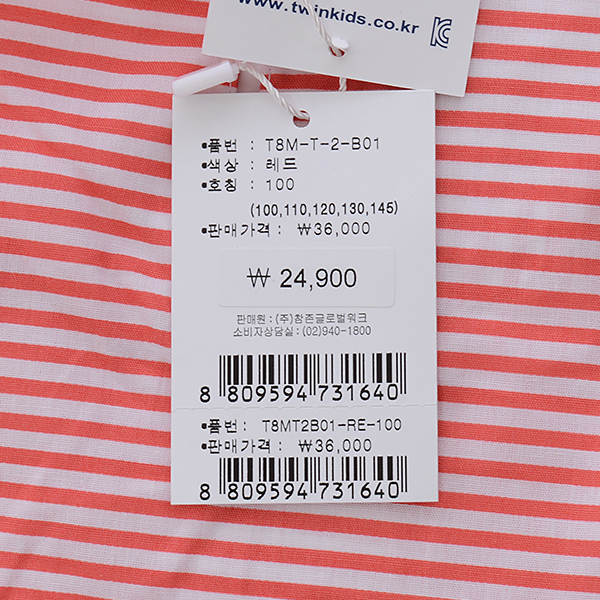 www.twinkids.co.kr
•품번 : T8M-T-2-B01
•색상 : 레드
•호칭 : 100
(100,110,120,130,145)
•판매가격 : ₩36,000
₩ 24,900
판매원 : (주)참존글로벌워크
소비자상담실 : (02)940-1800
8 809594 731640
•품번 : T8MT2B01-RE-100
•판매가격 : ₩36,000
8 809594 731640